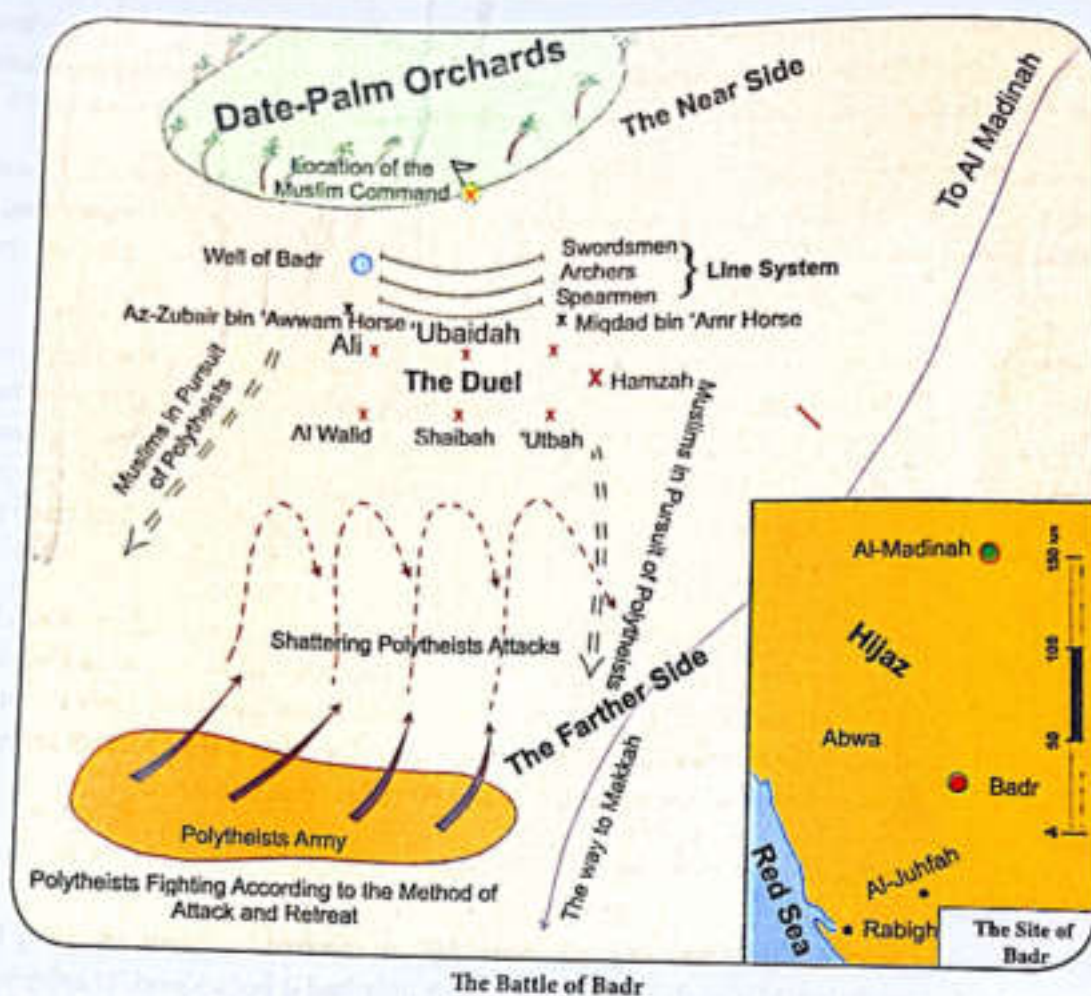 Date-Palm Orchards
The Near Side
To Al Madinah
Location of the
Muslim Command
Well of Badr
Swordsmen
Archers
Spearmen
Line System
Az-Zubair bin 'Awwam Horse
Miqdad bin 'Amr Horse
Ali
'Ubaidah
The Duel
Hamzah
Al Walid
Shaibah
'Utbah
Muslims in Pursuit
of Polytheists
Muslims in Pursuit of Polytheists
Shattering Polytheists Attacks
The Farther Side
The way to Makkah
Polytheists Army
Polytheists Fighting According to the Method of
Attack and Retreat
Al-Madinah
150 km
Hijaz
100
Abwa
50
Badr
Red Sea
Al-Juhfah
Rabigh
The Site of
Badr
The Battle of Badr